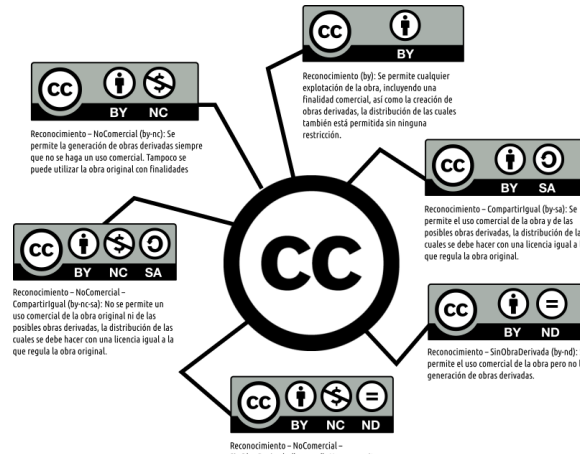 CC
BY
Reconocimiento (by): Se permite cualquier
explotación de la obra, incluyendo una
finalidad comercial, así como la creación de
obras derivadas, la distribución de las cuales
también está permitida sin ninguna
restricción.
CC
BY NC
Reconocimiento – NoComercial (by-nc): Se
permite la generación de obras derivadas siempre
que no se haga un uso comercial. Tampoco se
puede utilizar la obra original con finalidades
CC
BY SA
Reconocimiento – CompartirIgual (by-sa): Se
permite el uso comercial de la obra y de las
posibles obras derivadas, la distribución de la
cuales se debe hacer con una licencia igual a
que regula la obra original.
CC
CC
BY NC SA
Reconocimiento – NoComercial –
CompartirIgual (by-nc-sa): No se permite un
uso comercial de la obra original ni de las
posibles obras derivadas, la distribución de las
cuales se debe hacer con una licencia igual a la
que regula la obra original.
CC
BY ND
Reconocimiento – SinObraDerivada (by-nd):
permite el uso comercial de la obra pero no
generación de obras derivadas.
CC
BY NC ND
Reconocimiento – NoComercial –